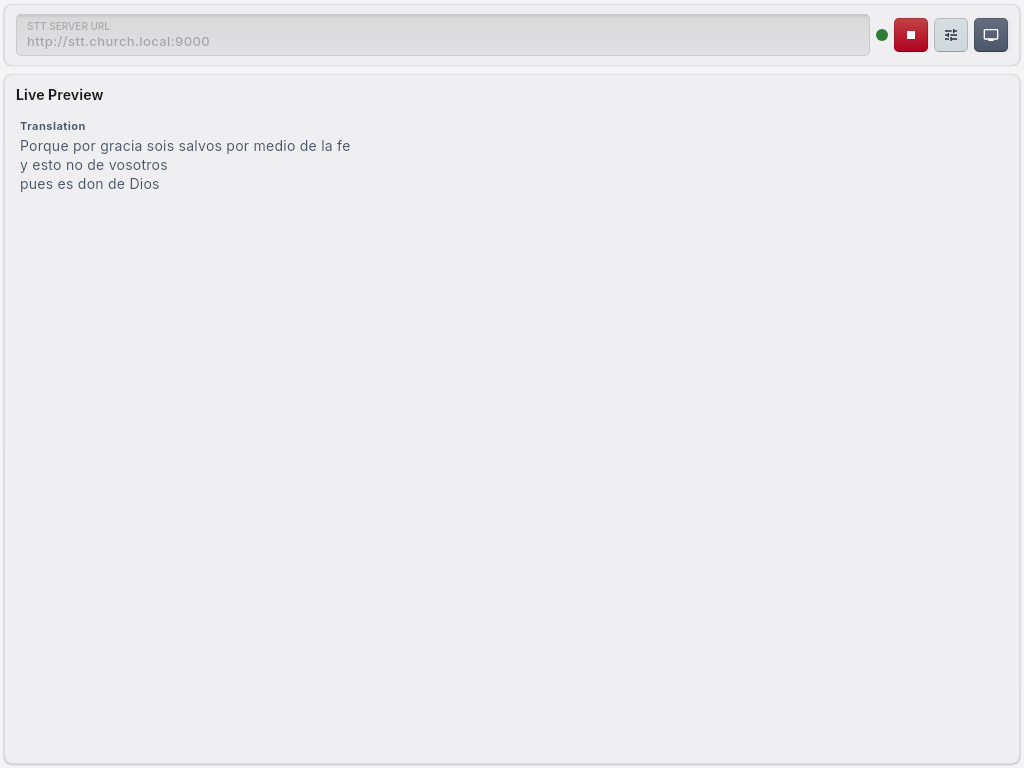 STT SERVER URL
http://stt.church.local:9000
Live Preview
Translation
Porque por gracia sois salvos por medio de la fe
y esto no de vosotros
pues es don de Dios